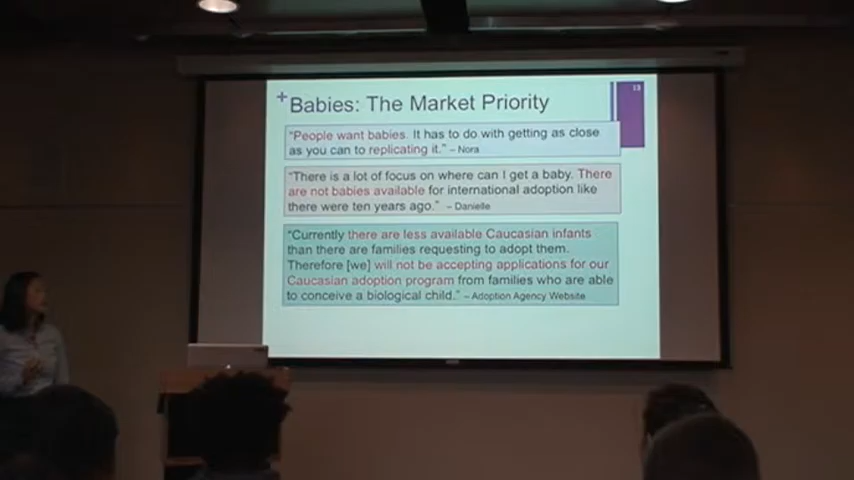 13
+ Babies: The Market Priority
"People want babies. It has to do with getting as close
as you can to replicating it." – Nora
"There is a lot of focus on where can I get a baby. There
are not babies available for international adoption like
there were ten years ago." – Danielle
"Currently there are less available Caucasian infants
than there are families requesting to adopt them.
Therefore [we] will not be accepting applications for our
Caucasian adoption program from families who are able
to conceive a biological child." – Adoption Agency Website